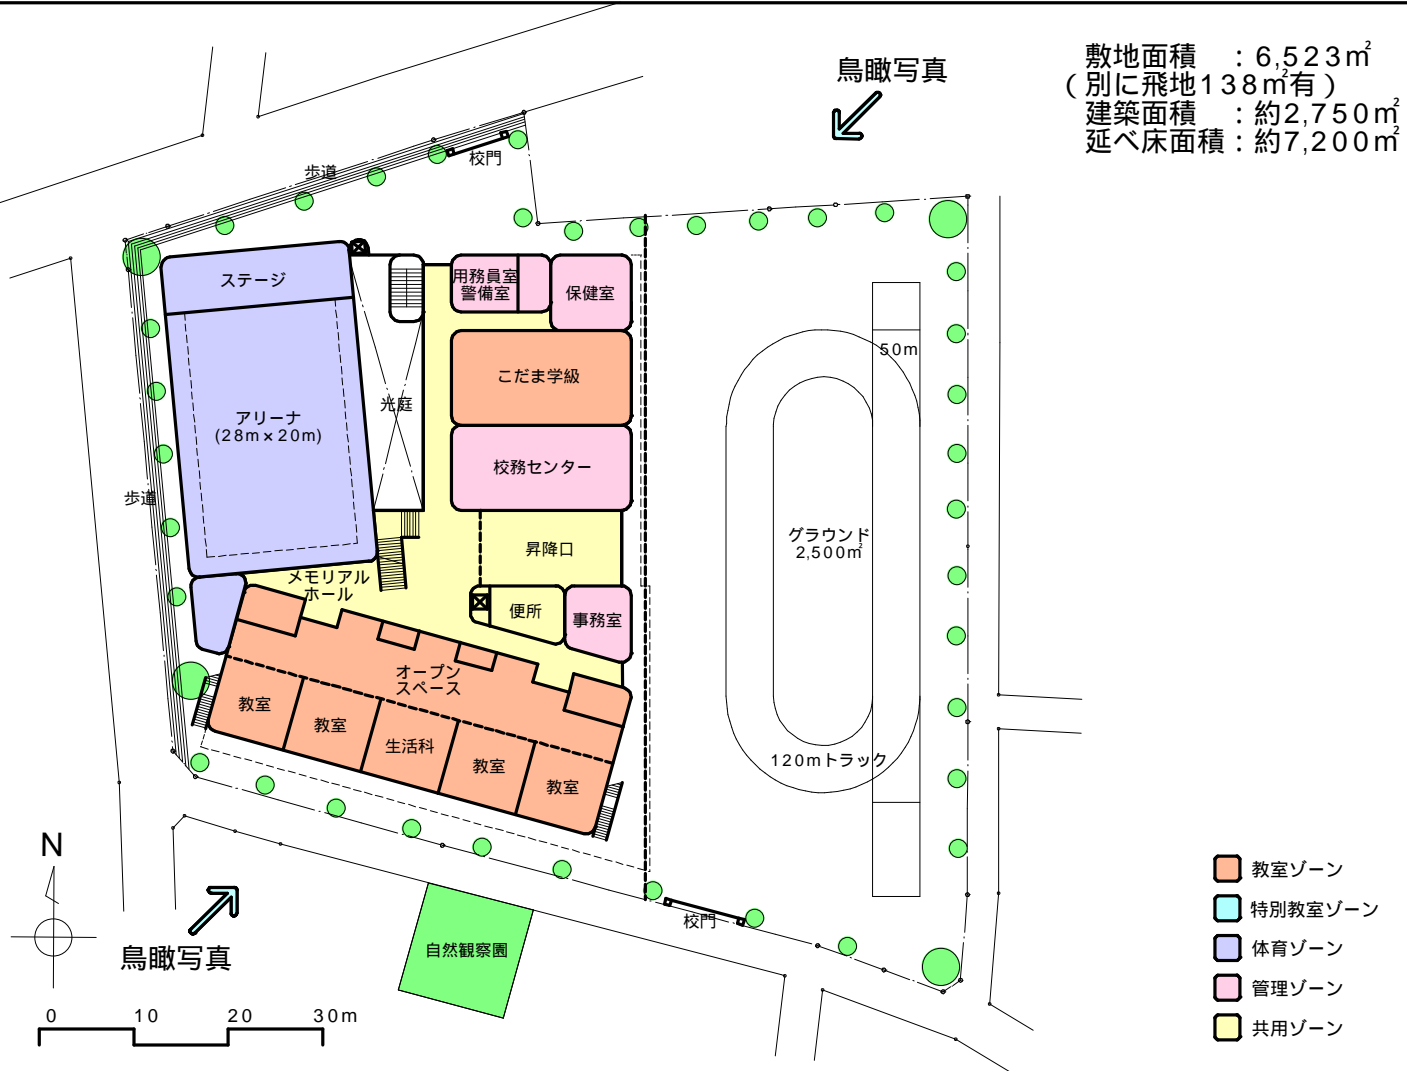 敷地面積　：6,523㎡
（別に飛地138㎡有）
建築面積　：約2,750㎡
延べ床面積：約7,200㎡
鳥瞰写真
校門
歩道
ステージ
用務員室
警備室
保健室
50m
こだま学級
光庭
アリーナ
(28m×20m)
校務センター
歩道
グラウンド
2,500㎡
昇降口
メモリアル
ホール
便所
事務室
オープン
スペース
教室
教室
生活科
教室
教室
120mトラック
N
教室ゾーン
特別教室ゾーン
体育ゾーン
管理ゾーン
共用ゾーン
校門
自然観察園
鳥瞰写真
0 10 20 30m